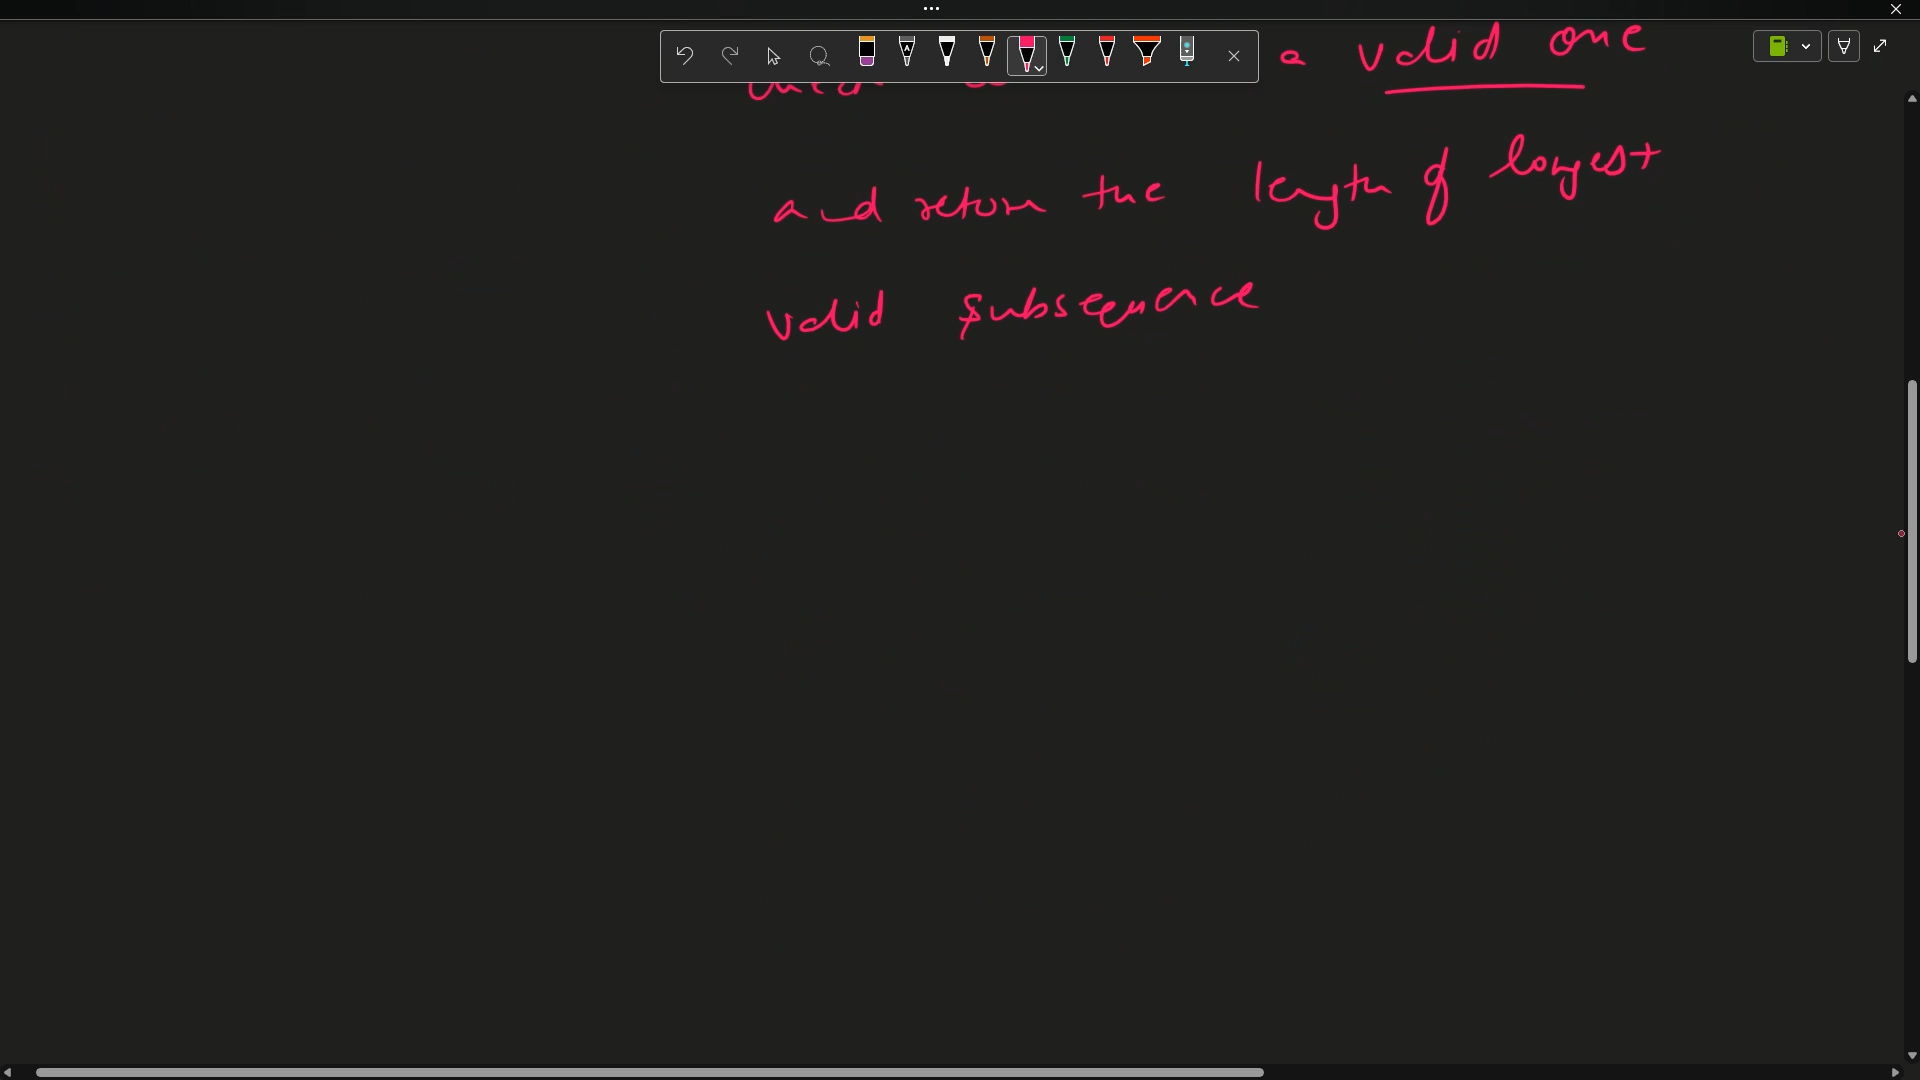 a valid one
and return the length of longest
valid subsequence